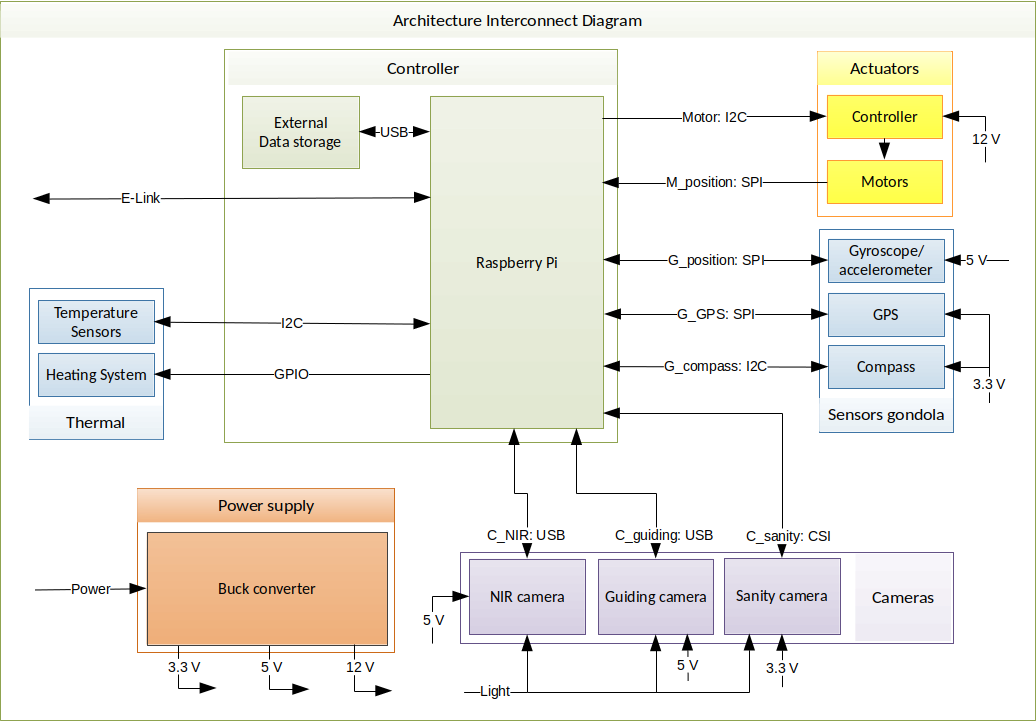 Architecture Interconnect Diagram
Controller
External
Data storage
USB
Raspberry Pi
E-Link
Motor: I2C
Actuators
Controller
12 V
M_position: SPI
Motors
G_position: SPI
Gyroscope/
accelerometer
5 V
G_GPS: SPI
GPS
G_compass: I2C
Compass
3.3 V
Sensors gondola
Temperature
Sensors
I2C
Heating System
GPIO
Thermal
Power supply
Power
Buck converter
3.3 V
5 V
12 V
C_NIR: USB
C_guiding: USB
C_sanity: CSI
NIR camera
Guiding camera
Sanity camera
Cameras
5 V
5 V
3.3 V
Light